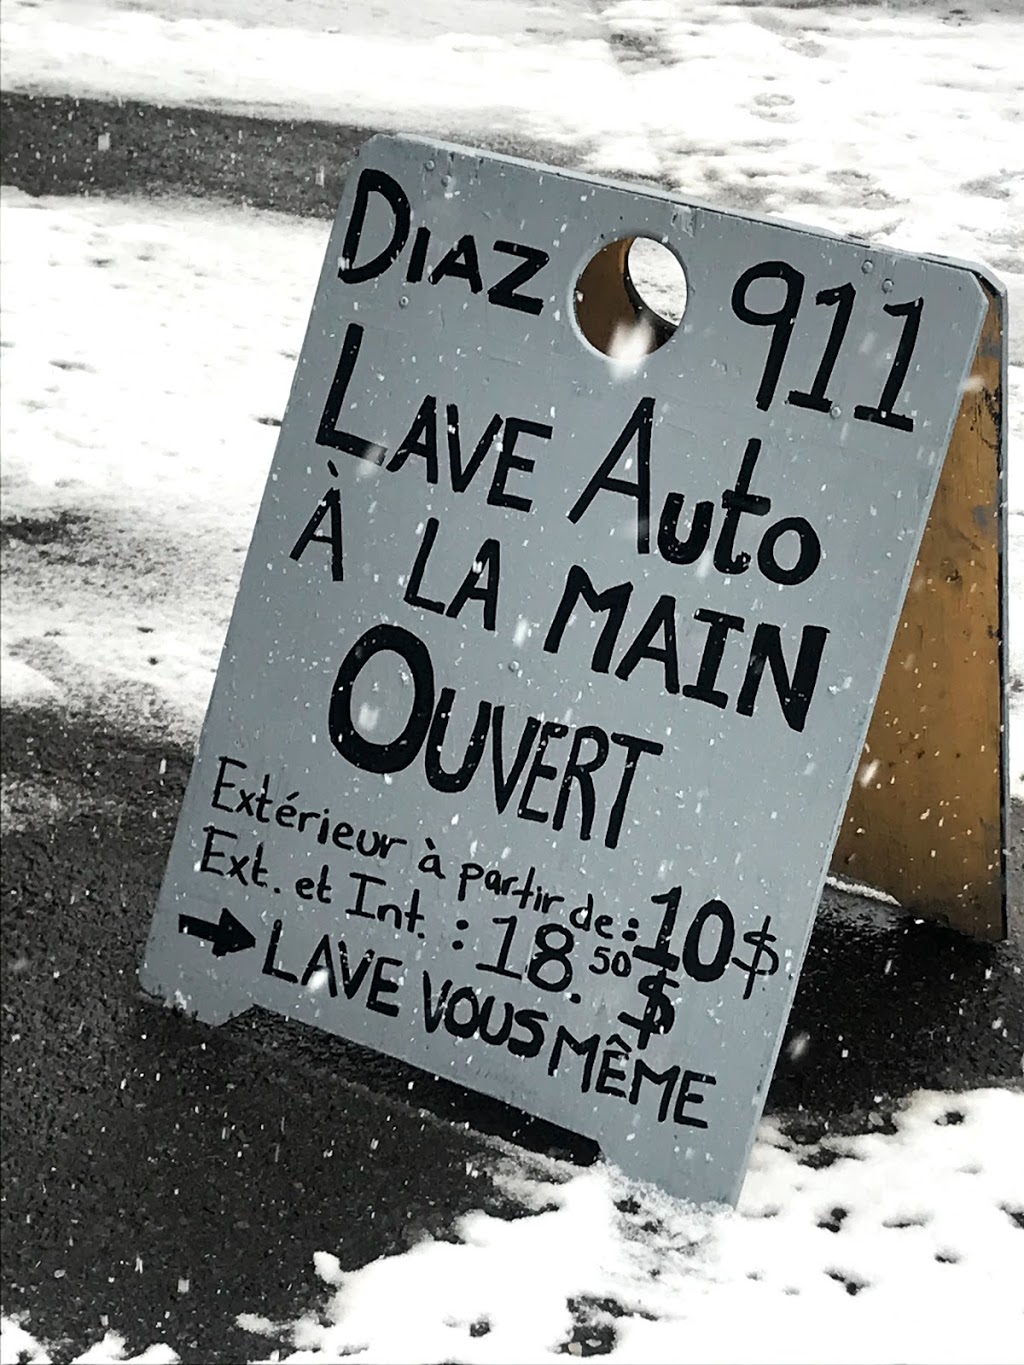 Diaz 911
Lave Auto
À LA MAIN
OUVERT
Extérieur à partir de: 10$
Ext. et Int. : 18.50$
→ LAVE VOUS MÊME